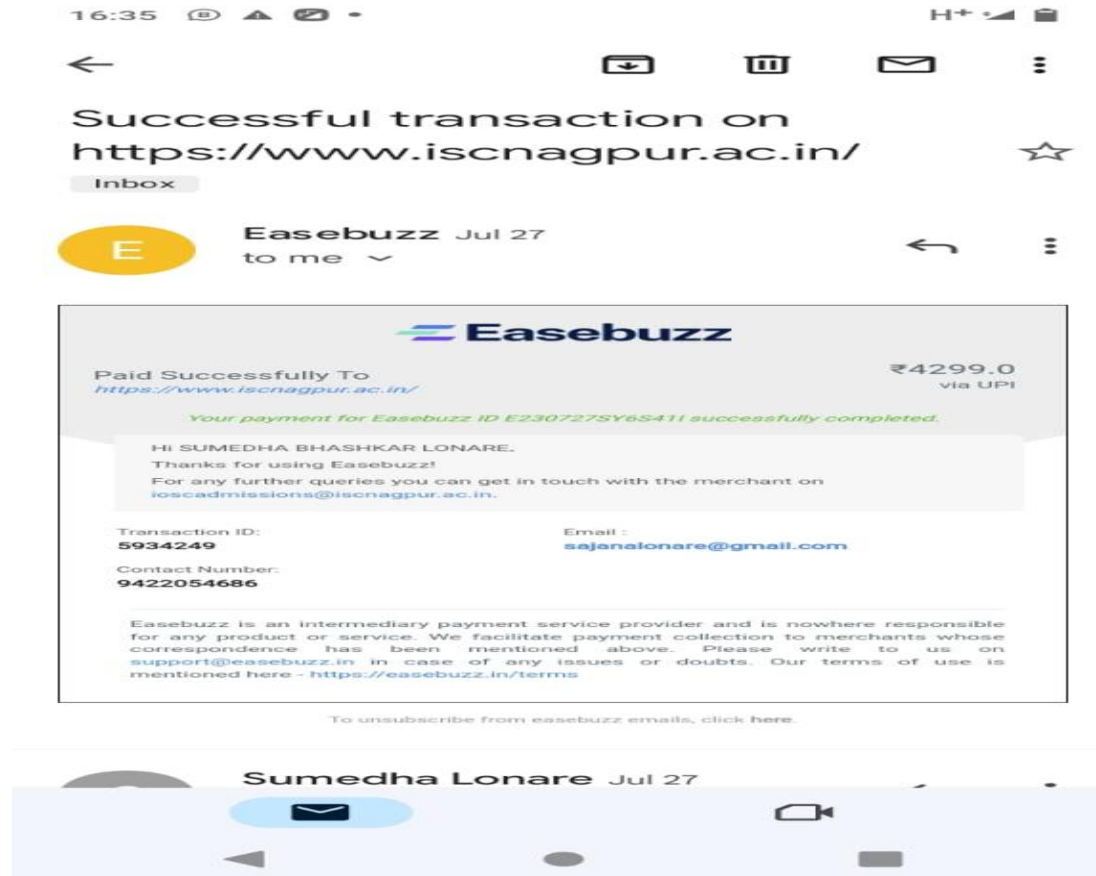 16:35
H+
Successful transaction on
https://www.iscnagpur.ac.in/
Inbox
E
Easebuzz Jul 27
to me
Easebuzz
Paid Successfully To
https://www.iscnagpur.ac.in/
₹4299.0
via UPI
Your payment for Easebuzz ID E230727SY6S41I successfully completed.
Hi SUMEDHA BHASHKAR LONARE,
Thanks for using Easebuzz!
For any further queries you can get in touch with the merchant on
ioscadmissions@iscnagpur.ac.in.
Transaction ID:
5934249
Email :
sajanalonare@gmail.com
Contact Number:
9422054686
Easebuzz is an intermediary payment service provider and is nowhere responsible
for any product or service. We facilitate payment collection to merchants whose
correspondence has been mentioned above. Please write to us on
support@easebuzz.in in case of any issues or doubts. Our terms of use is
mentioned here - https://easebuzz.in/terms
To unsubscribe from easebuzz emails, click here.
Sumedha Lonare Jul 27